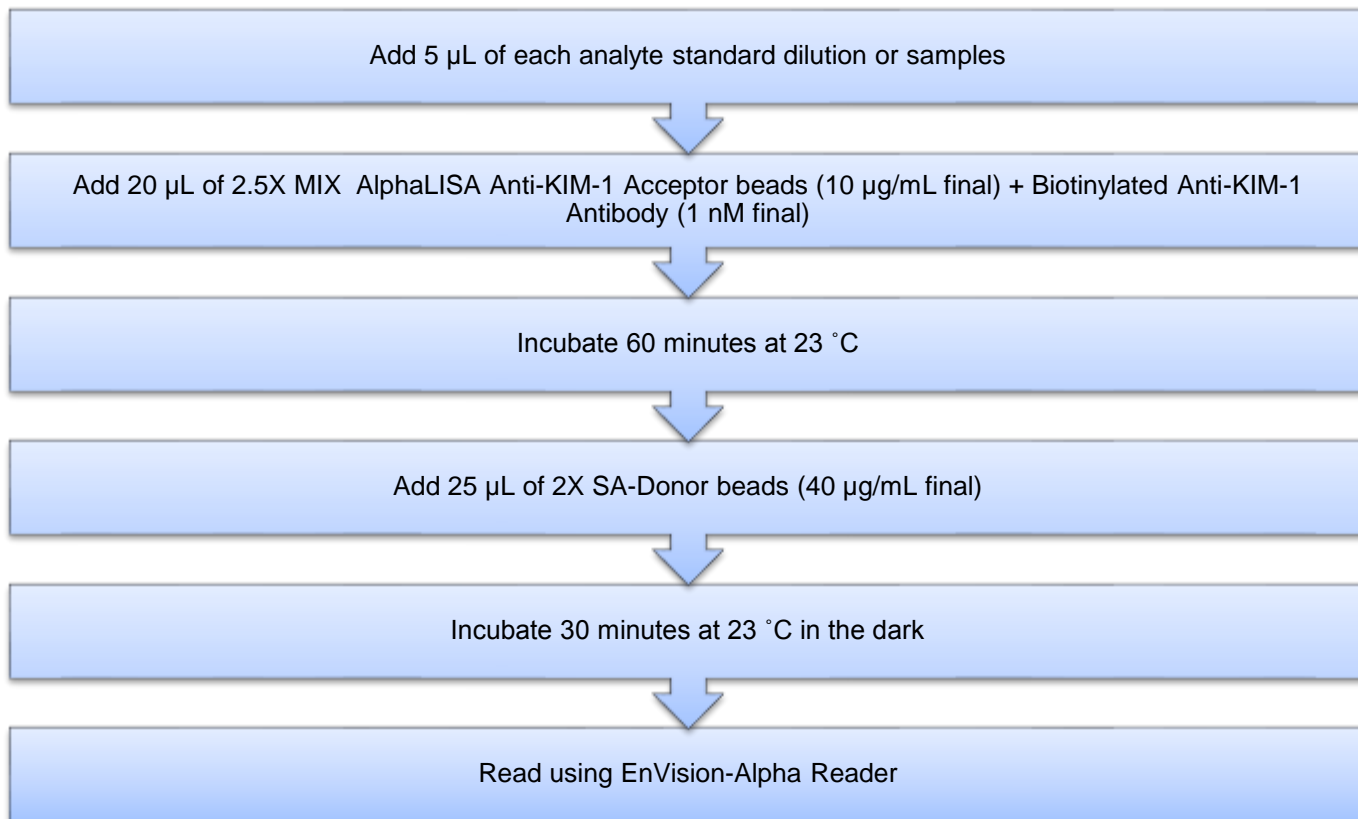 Add 5 µL of each analyte standard dilution or samples
Add 20 µL of 2.5X MIX  AlphaLISA Anti-KIM-1 Acceptor beads (10 µg/mL final) + Biotinylated Anti-KIM-1
Antibody (1 nM final)
Incubate 60 minutes at 23 ˚C
Add 25 µL of 2X SA-Donor beads (40 µg/mL final)
Incubate 30 minutes at 23 ˚C in the dark
Read using EnVision-Alpha Reader